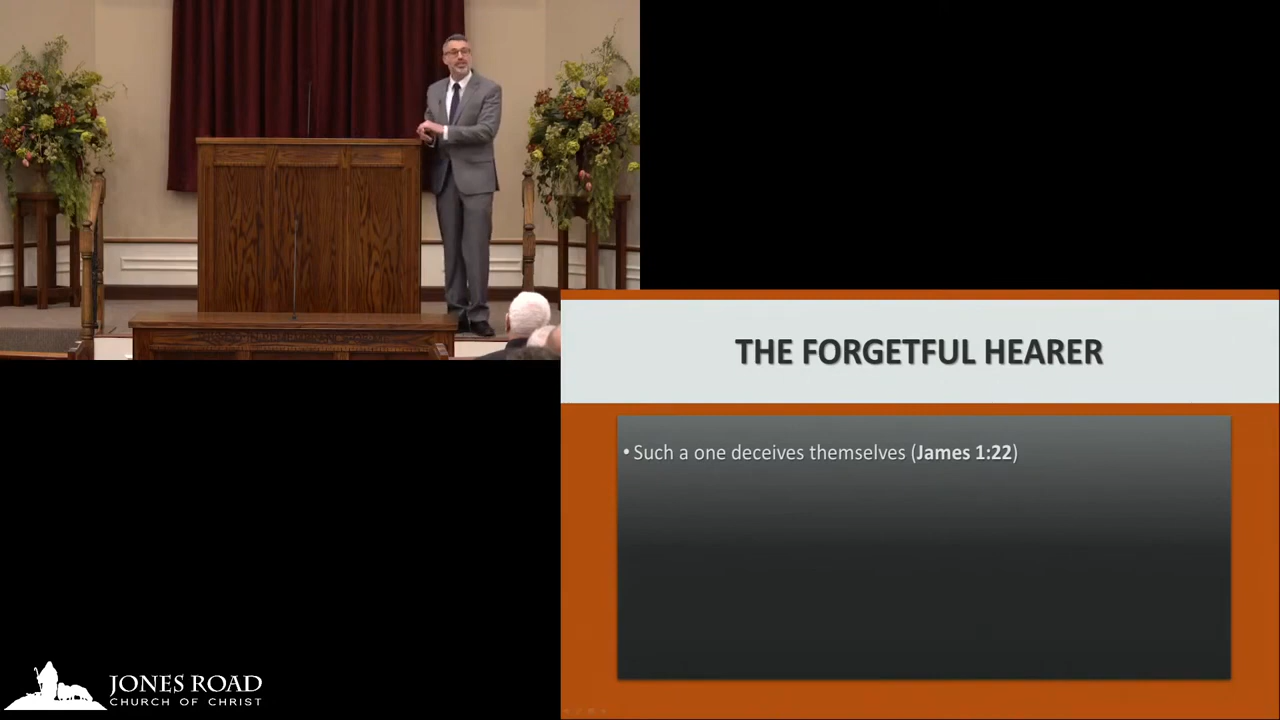 THE FORGETFUL HEARER
• Such a one deceives themselves (James 1:22)
JONES ROAD
CHURCH OF CHRIST